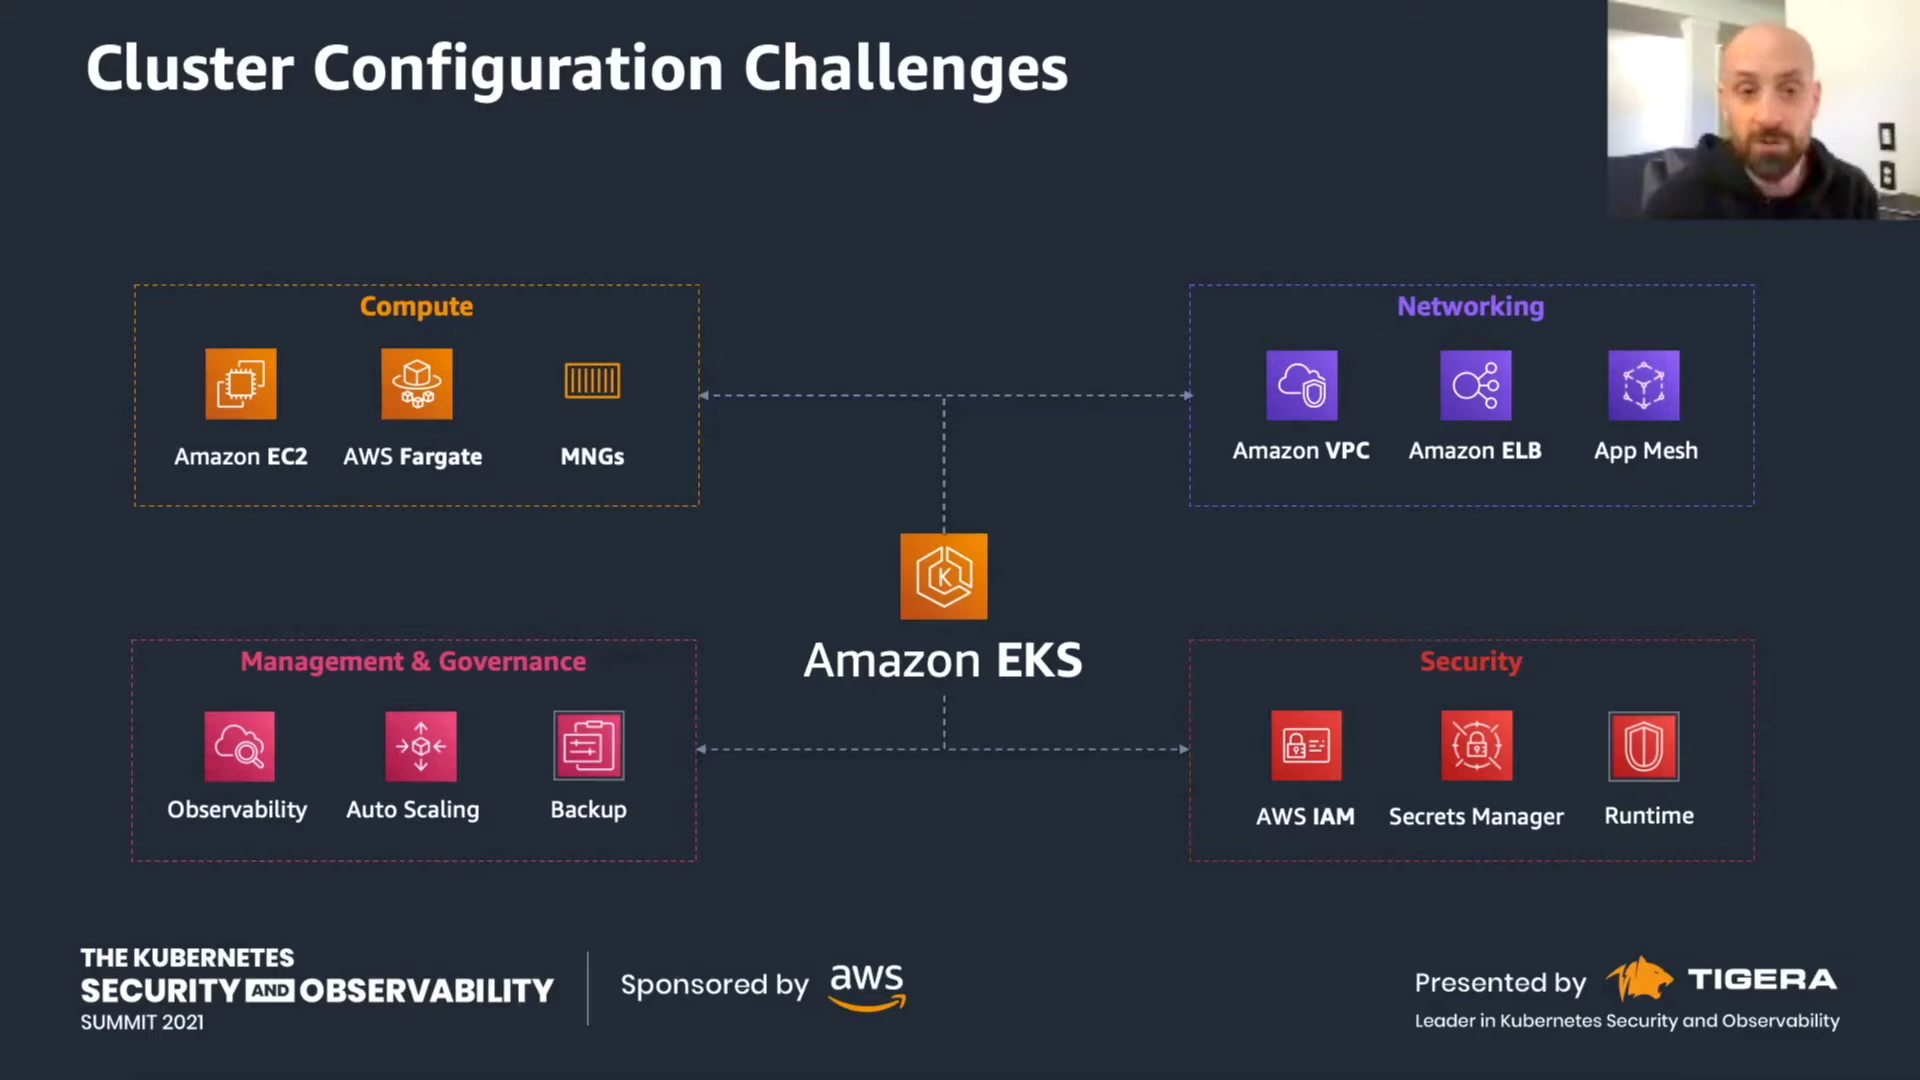 Cluster Configuration Challenges
Compute
Amazon EC2
AWS Fargate
MNGs
Networking
Amazon VPC
Amazon ELB
App Mesh
K
Amazon EKS
Management & Governance
Observability
Auto Scaling
Backup
Security
AWS IAM
Secrets Manager
Runtime
THE KUBERNETES
SECURITY AND OBSERVABILITY
SUMMIT 2021
Sponsored by aws
Presented by TIGERA
Leader in Kubernetes Security and Observability